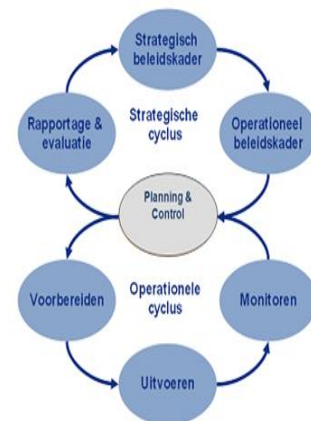 Strategisch
beleidskader
Rapportage &
evaluatie
Strategische
cyclus
Operationeel
beleidskader
Planning &
Control
Voorbereiden
Operationele
cyclus
Monitoren
Uitvoeren